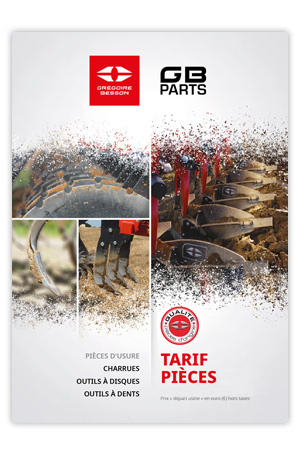 GREGOIRE
BESSON
GB
PARTS
QUALITÉ
PIÈCES D'USURE
CHARRUES
OUTILS À DISQUES
OUTILS À DENTS
TARIF
PIÈCES
Prix « départ usine » en euro (€) hors taxes